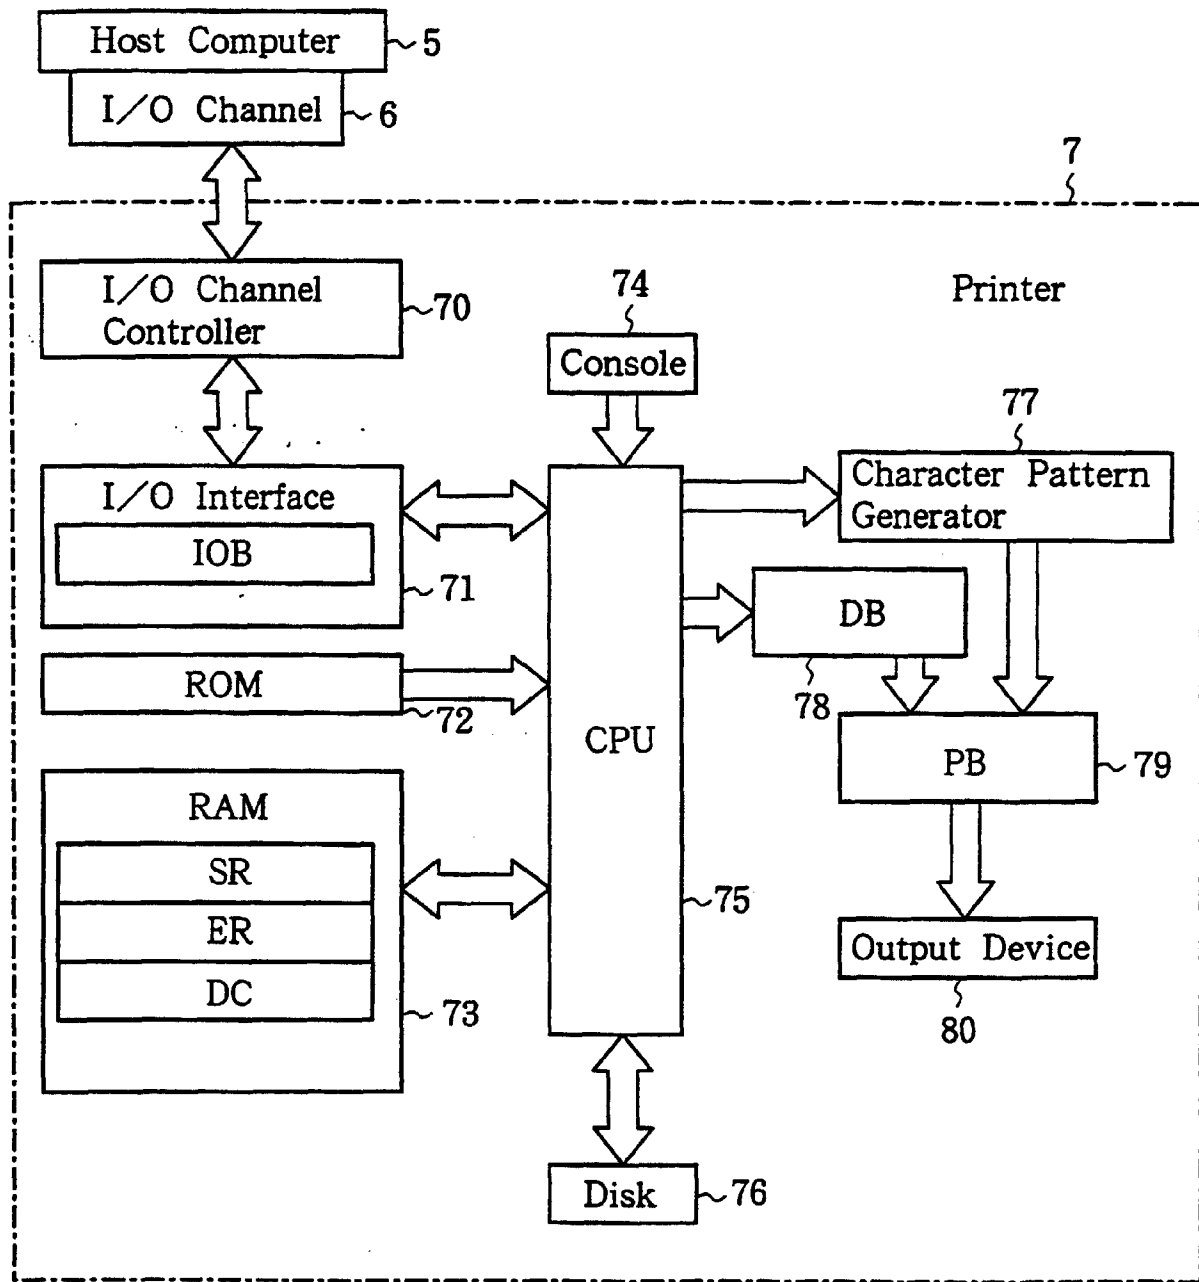 Host Computer
5
I/O Channel
6
7
I/O Channel
Controller
70
74
Printer
Console
77
I/O Interface
IOB
71
Character Pattern
Generator
DB
78
ROM
72
CPU
75
PB
79
RAM
SR
ER
DC
73
Output Device
80
Disk
76